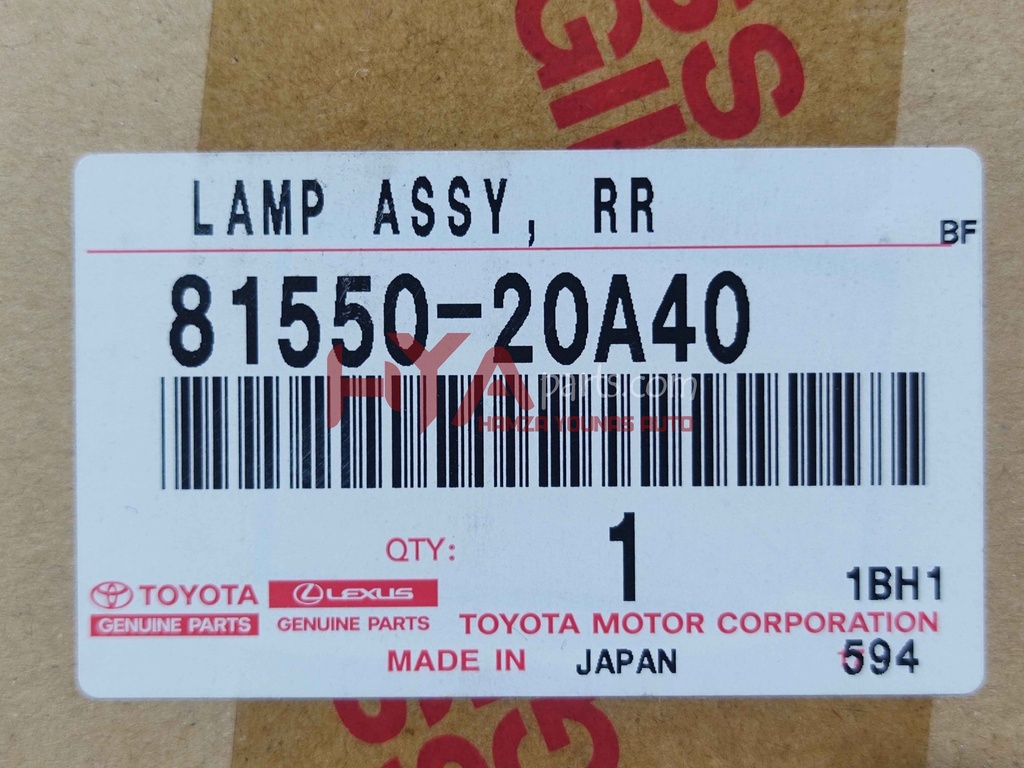 LAMP ASSY, RR
BF
81550-20A40
HYA parts.com
HAMZA YOUNAS AUTO
QTY: 1
1BH1
TOYOTA LEXUS
GENUINE PARTS GENUINE PARTS TOYOTA MOTOR CORPORATION
MADE IN JAPAN 594